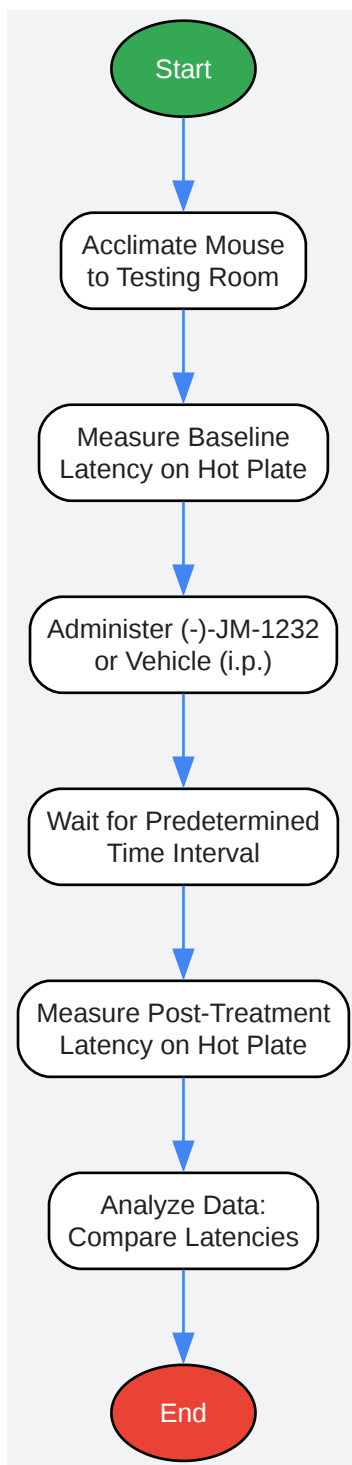 Start
Acclimate Mouse
to Testing Room
Measure Baseline
Latency on Hot Plate
Administer (-)-JM-1232
or Vehicle (i.p.)
Wait for Predetermined
Time Interval
Measure Post-Treatment
Latency on Hot Plate
Analyze Data:
Compare Latencies
End